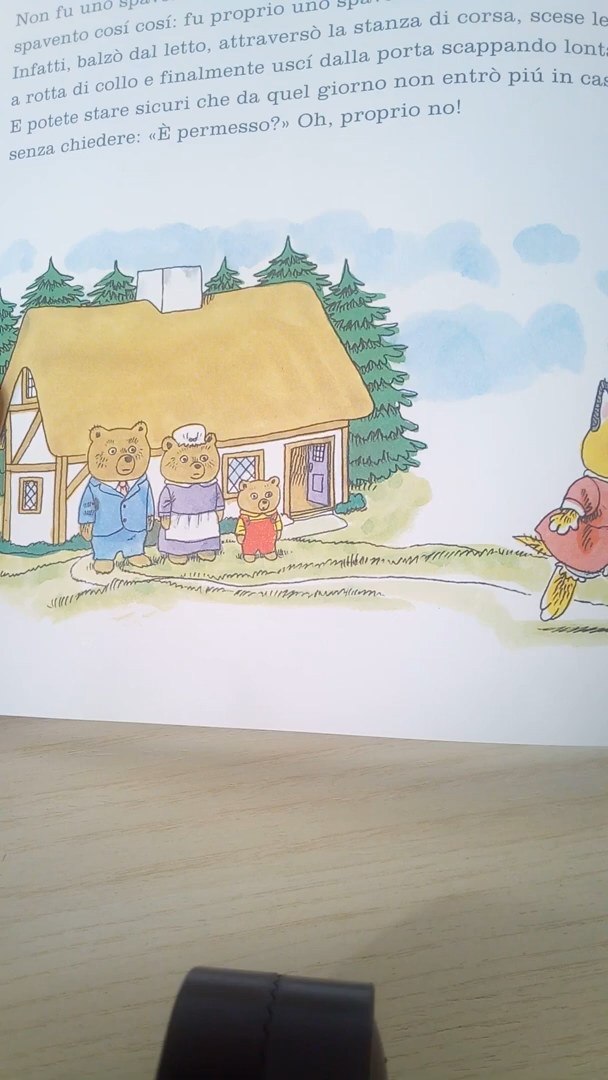 Non fu uno
spavento cosí cosí: fu proprio uno
Infatti, balzò dal letto, attraversò la stanza di corsa, scese le
a rotta di collo e finalmente uscí dalla porta scappando
E potete stare sicuri che da quel giorno non entrò piú in
senza chiedere: «È permesso?» Oh, proprio no!